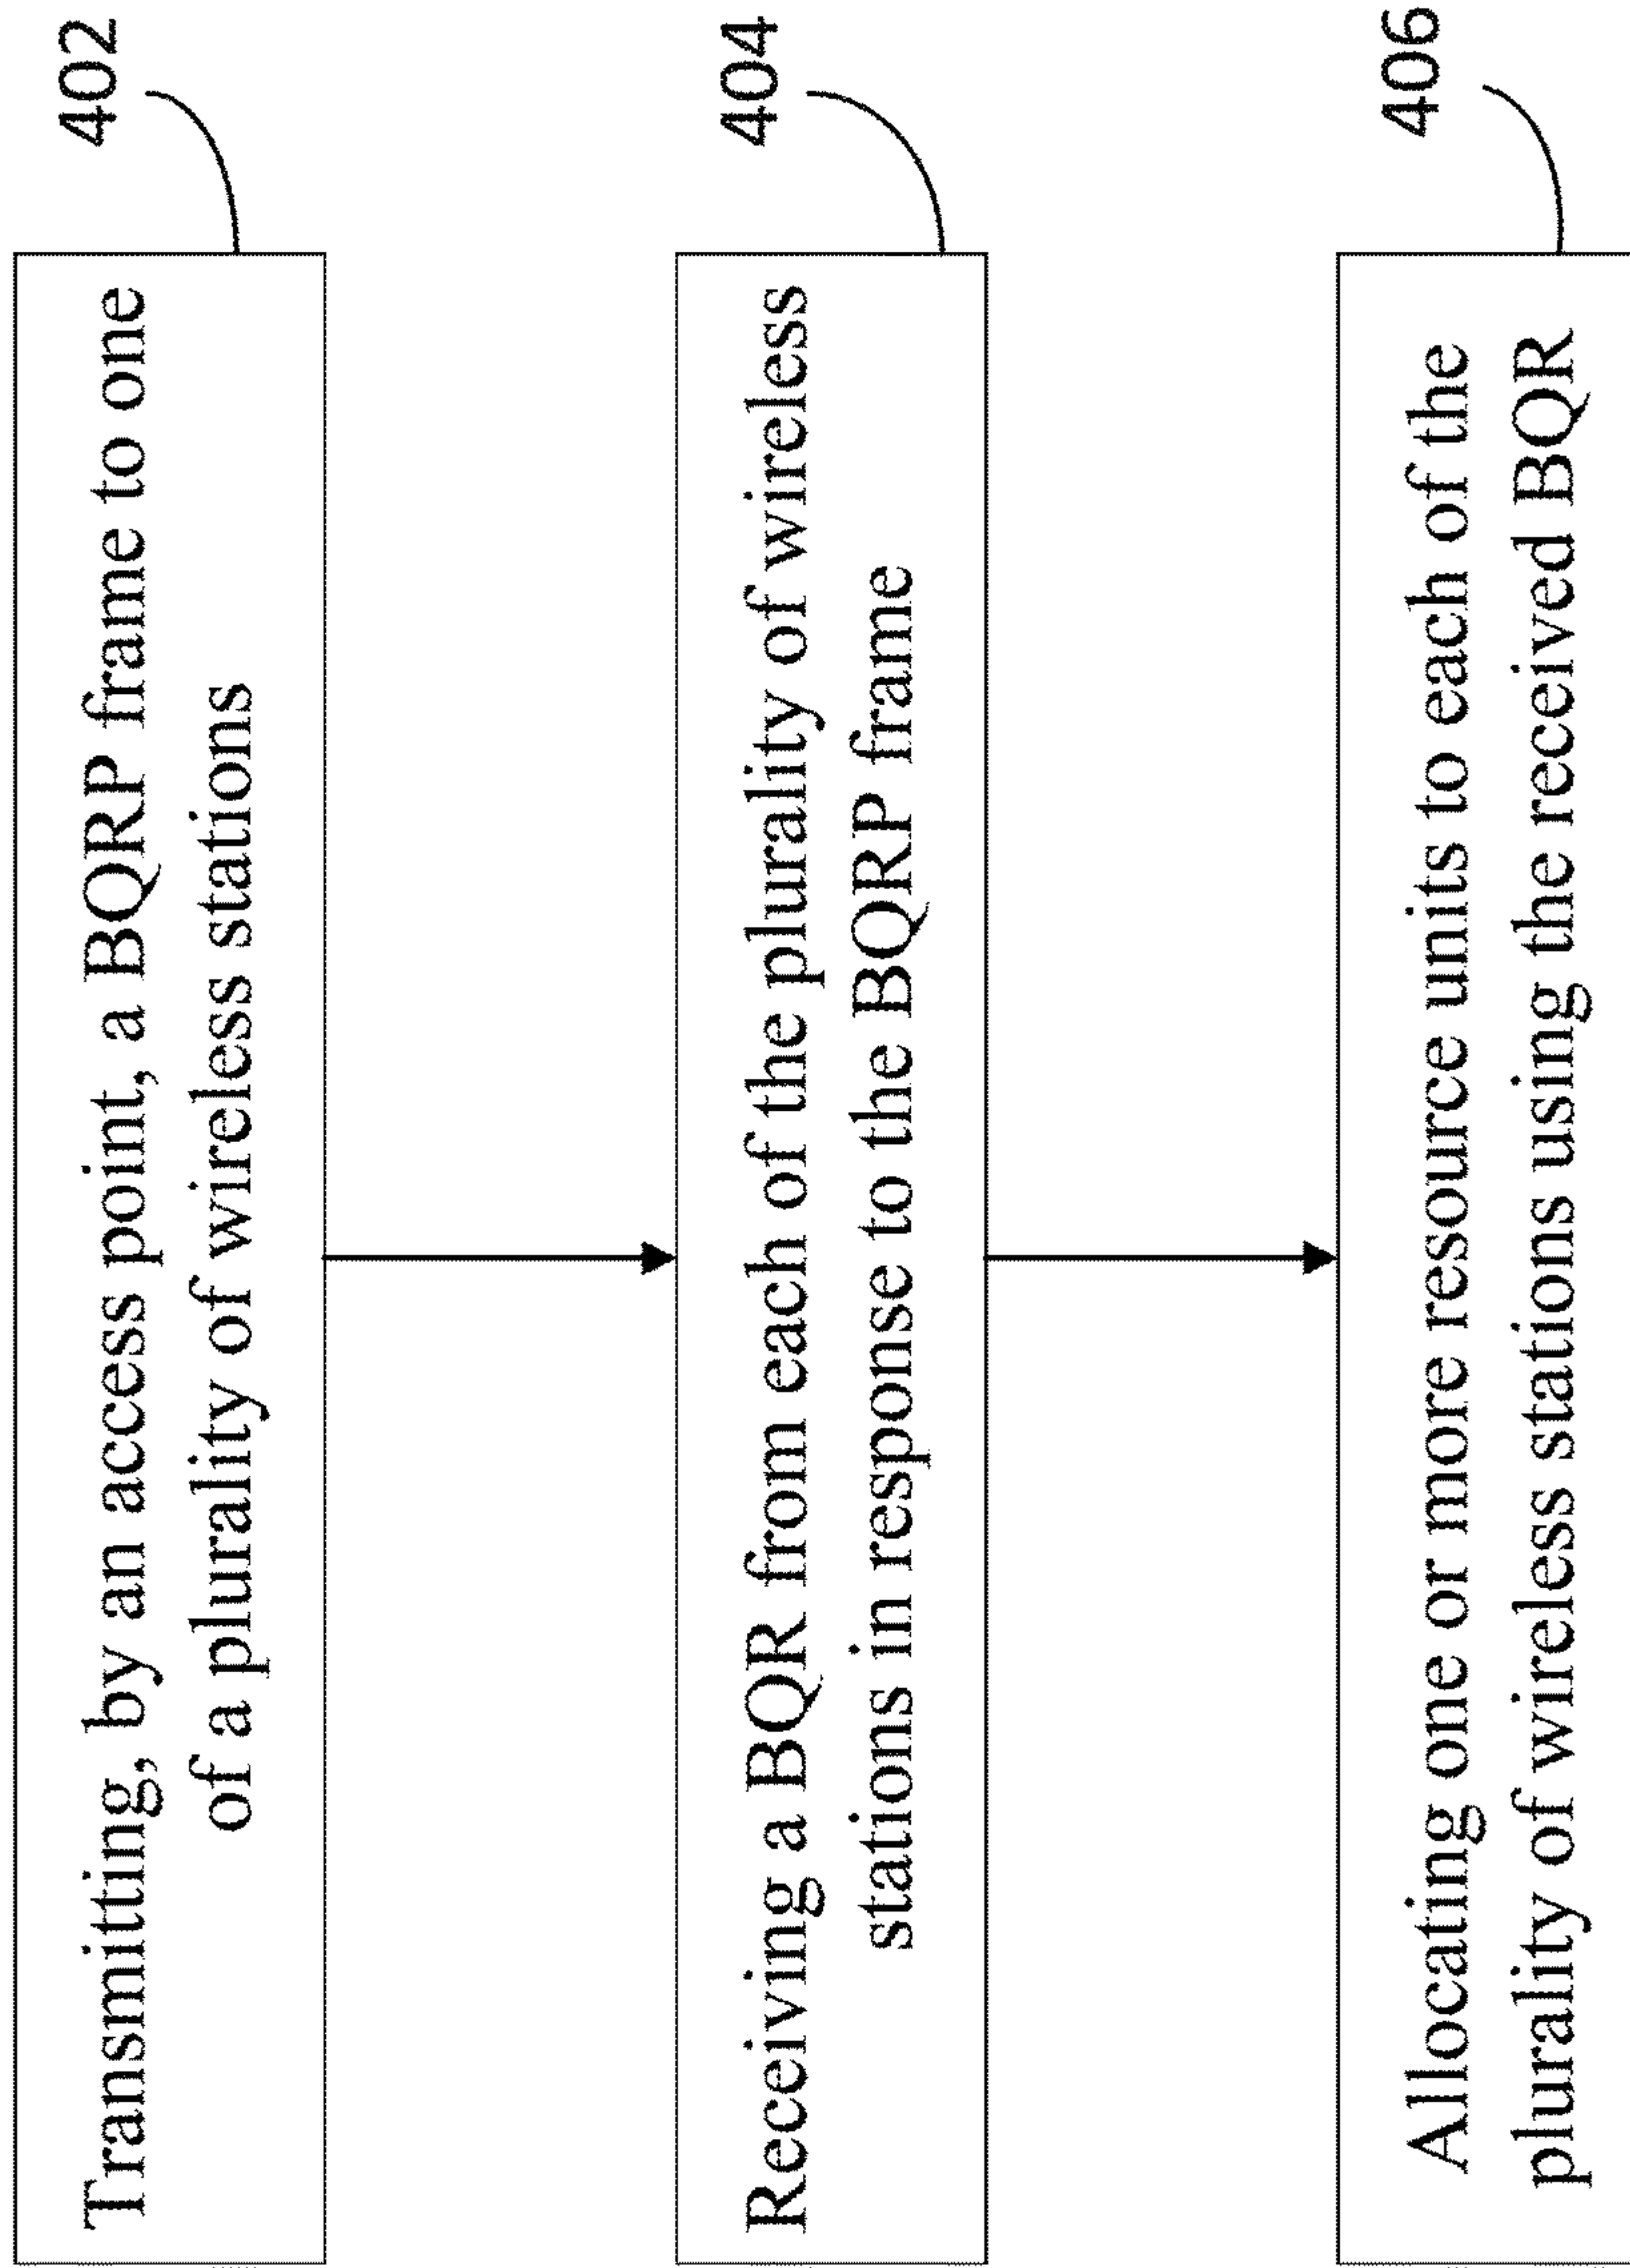 Transmitting, by an access point, a BQRP frame to one
of a plurality of wireless stations
402
Receiving a BQR from each of the plurality of wireless
stations in response to the BQRP frame
404
Allocating one or more resource units to each of the
plurality of wireless stations using the received BQR
406